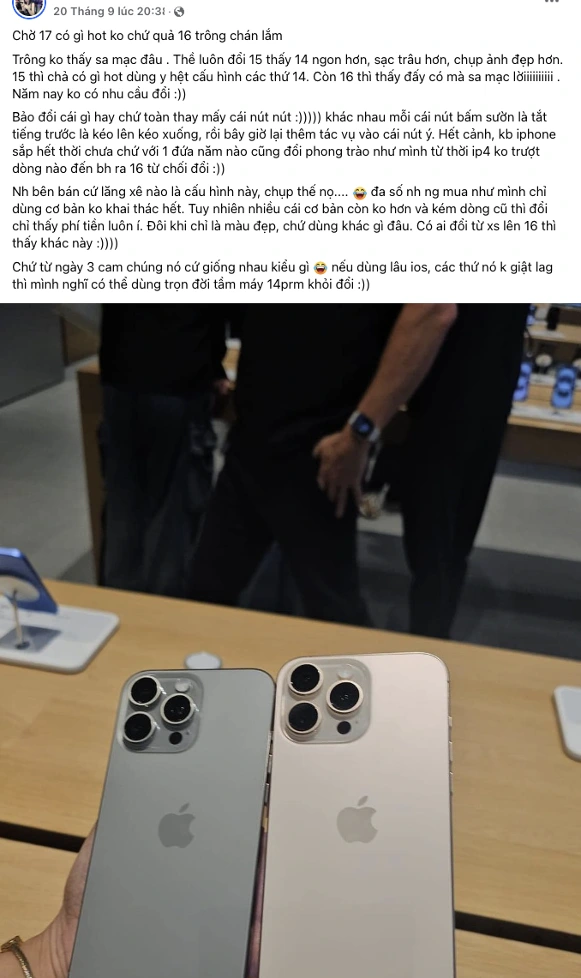 20 Tháng 9 lúc 20:38 ·
Chờ 17 có gì hot ko chứ quả 16 trông chán lắm
Trông ko thấy sa mạc đâu . Thề luôn đổi 15 thấy 14 ngon hơn, sạc trâu hơn, chụp ảnh đẹp hơn.
15 thì chả có gì hot dùng y hệt cấu hình các thứ 14. Còn 16 thì thấy đấy có mà sa mạc lờiiiiiiiiii .
Năm nay ko có nhu cầu đổi :))
Bảo đổi cái gì hay chứ toàn thay mấy cái nút nút :))))) khác nhau mỗi cái nút bấm sườn là tắt
tiếng trước là kéo lên kéo xuống, rồi bây giờ lại thêm tác vụ vào cái nút ý. Hết cảnh, kb iphone
sắp hết thời chưa chứ với 1 đứa năm nào cũng đổi phong trào như mình từ thời ip4 ko trượt
dòng nào đến bh ra 16 từ chối đổi :))
Nh bên bán cứ lăng xê nào là cấu hình này, chụp thế nọ.... 😂 đa số nh ng mua như mình chỉ
dùng cơ bản ko khai thác hết. Tuy nhiên nhiều cái cơ bản còn ko hơn và kém dòng cũ thì đổi
chỉ thấy phí tiền luôn í. Đôi khi chỉ là màu đẹp, chứ dùng khác gì đâu. Có ai đổi từ xs lên 16 thì
thấy khác này :))))
Chứ từ ngày 3 cam chúng nó cứ giống nhau kiểu gì 😂 nếu dùng lâu ios, các thứ nó k giật lag
thì mình nghĩ có thể dùng trọn đời tầm máy 14prm khỏi đổi :))